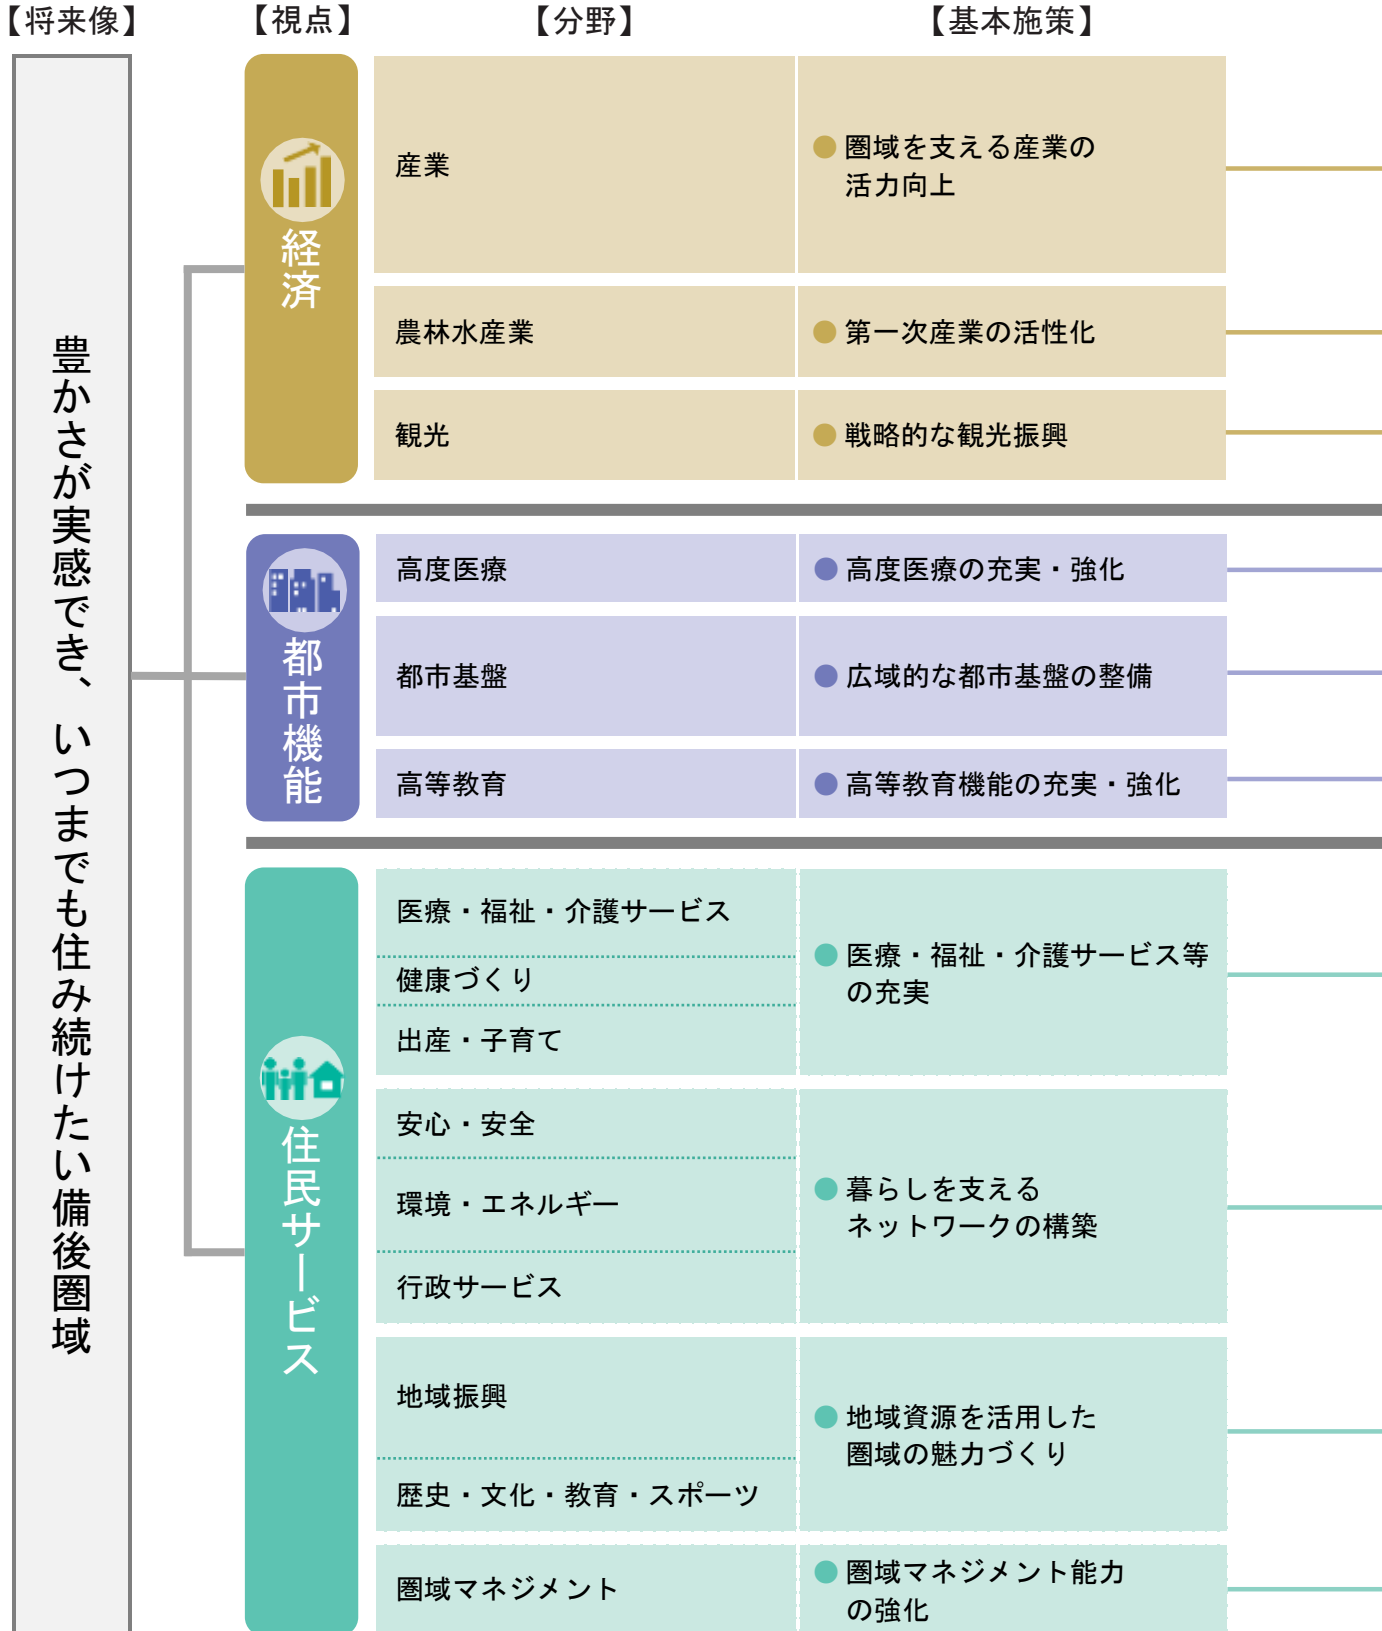 【将来像】
【視点】
【分野】
【基本施策】
豊かさが実感でき、いつまでも住み続けたい備後圏域
経済
産業
● 圏域を支える産業の
活力向上
農林水産業
● 第一次産業の活性化
観光
● 戦略的な観光振興
都市機能
高度医療
● 高度医療の充実・強化
都市基盤
● 広域的な都市基盤の整備
高等教育
● 高等教育機能の充実・強化
住民サービス
医療・福祉・介護サービス
健康づくり
出産・子育て
● 医療・福祉・介護サービス等
の充実
安心・安全
環境・エネルギー
行政サービス
● 暮らしを支える
ネットワークの構築
地域振興
歴史・文化・教育・スポーツ
● 地域資源を活用した
圏域の魅力づくり
圏域マネジメント
● 圏域マネジメント能力
の強化